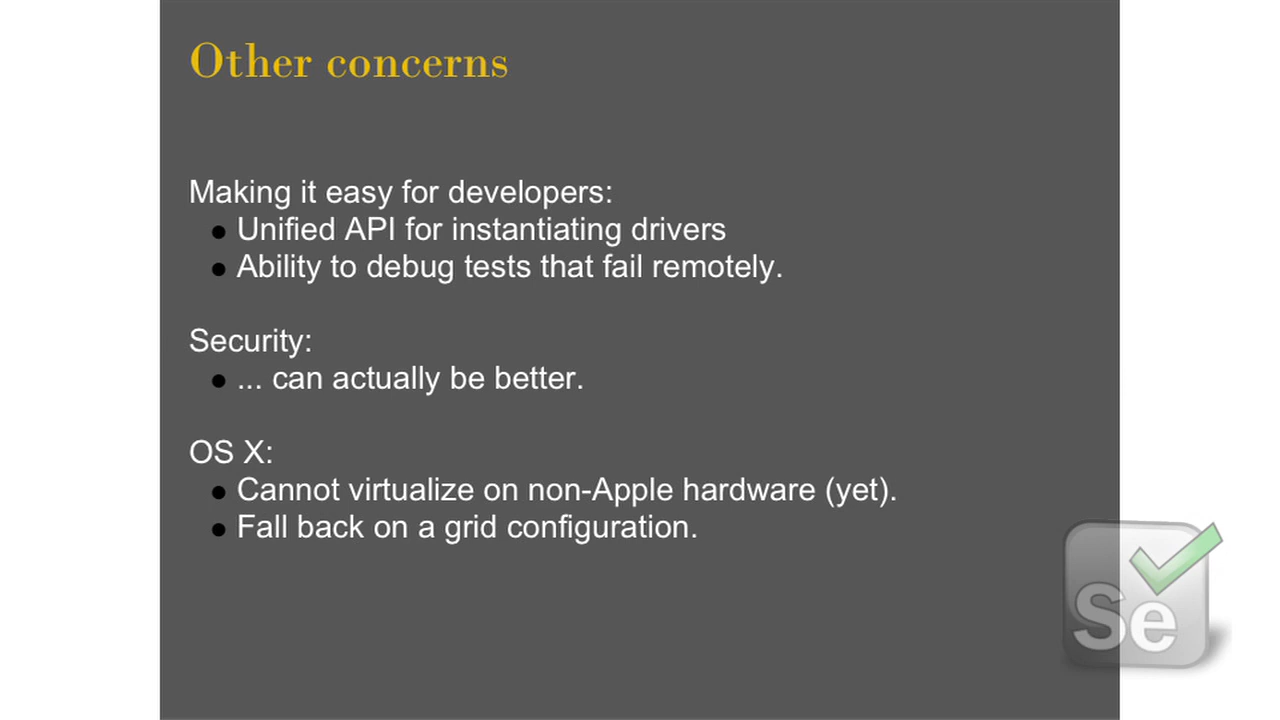 Other concerns
Making it easy for developers:
● Unified API for instantiating drivers
● Ability to debug tests that fail remotely.
Security:
● ... can actually be better.
OS X:
● Cannot virtualize on non-Apple hardware (yet).
● Fall back on a grid configuration.
Se